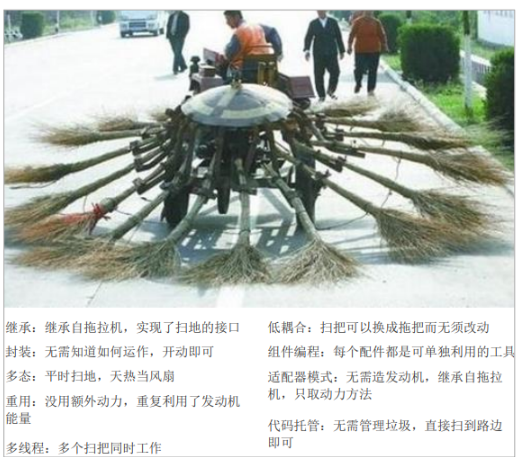 继承：继承自拖拉机，实现了扫地的接口
封装：无需知道如何运作，开动即可
多态：平时扫地，天热当风扇
重用：没用额外动力，重复利用了发动机
能量
多线程：多个扫把同时工作
低耦合：扫把可以换成拖把而无须改动
组件编程：每个配件都是可单独利用的工具
适配器模式：无需造发动机，继承自拖拉
机，只取动力方法
代码托管：无需管理垃圾，直接扫到路边
即可